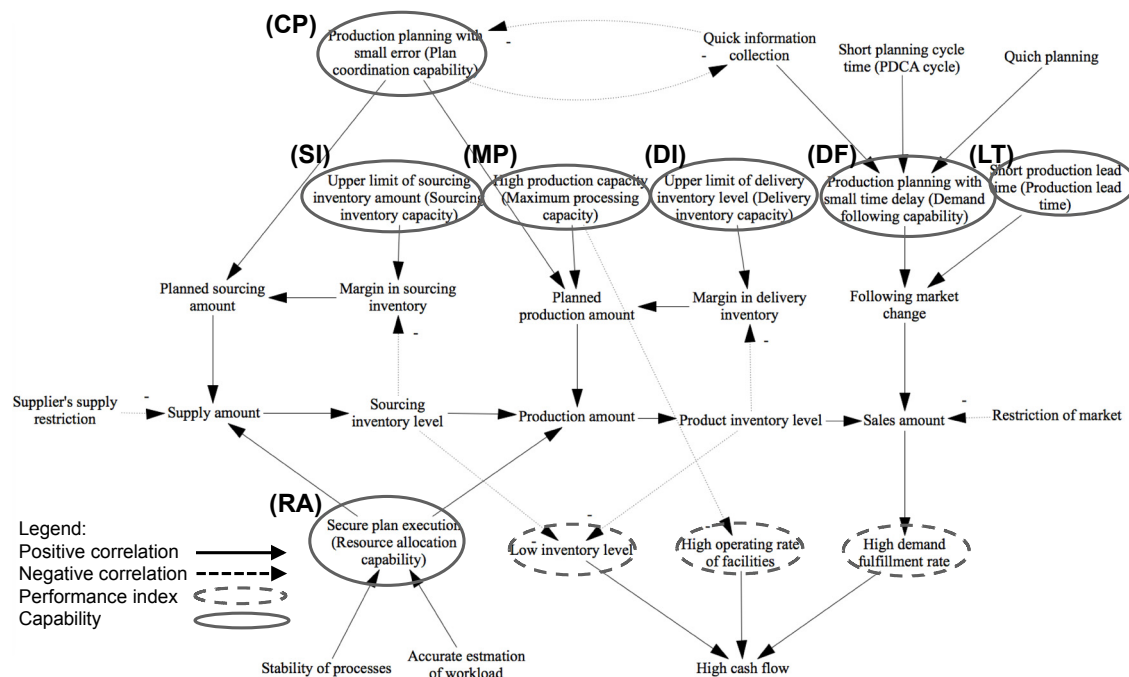 (CP)
Production planning with
small error (Plan
coordination capability)
-
-
Quick information
collection
Short planning cycle
time (PDCA cycle)
Quich planning
(SI)
Upper limit of sourcing
inventory amount (Sourcing
inventory capacity)
(MP)
High production capacity
(Maximum processing
capacity)
(DI)
Upper limit of delivery
inventory level (Delivery
inventory capacity)
(DF)
Production planning with
small time delay (Demand
following capability)
(LT)
Short production lead
ime (Production lead
time)
Planned sourcing
amount
Margin in sourcing
inventory
Planned
production amount
Margin in delivery
inventory
Following market
change
-
-
Supplier's supply
restriction
-
Supply amount
Sourcing
inventory level
Production amount
Product inventory level
Sales amount
-
Restriction of market
(RA)
Secure plan execution
(Resource allocation
capability)
-
-
Low inventory level
-
High operating rate
of facilities
High demand
fulfillment rate
Legend:
Positive correlation
Negative correlation
Performance index
Capability
Stability of processes
Accurate estmation
of workload
High cash flow